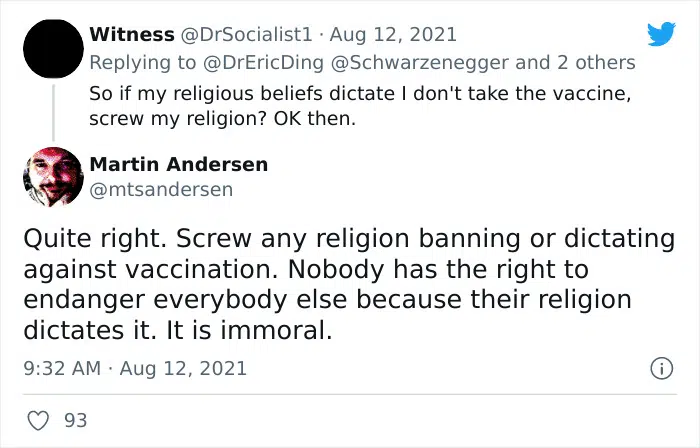 Witness @DrSocialist1 · Aug 12, 2021
Replying to @DrEricDing @Schwarzenegger and 2 others
So if my religious beliefs dictate I don't take the vaccine,
screw my religion? OK then.
Martin Andersen
@mtsandersen
Quite right. Screw any religion banning or dictating
against vaccination. Nobody has the right to
endanger everybody else because their religion
dictates it. It is immoral.
9:32 AM · Aug 12, 2021
93